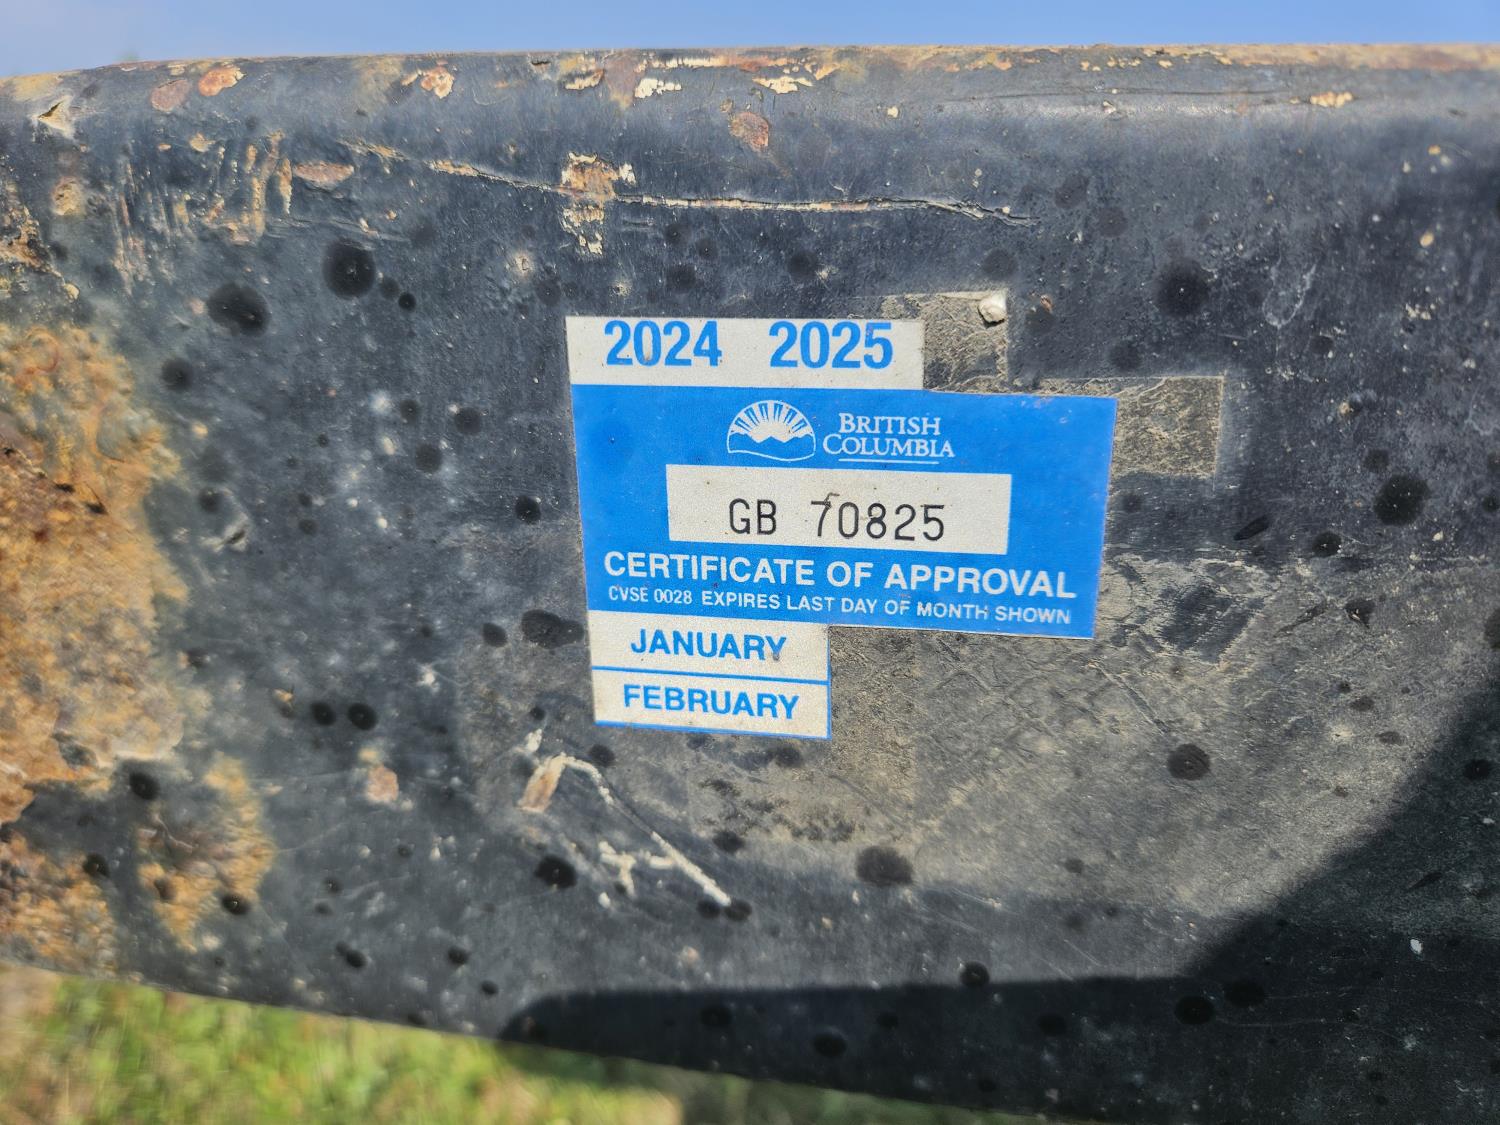 2024 2025
BRITISH
COLUMBIA
GB 70825
CERTIFICATE OF APPROVAL
CVSE 0028 EXPIRES LAST DAY OF MONTH SHOWN
JANUARY
FEBRUARY